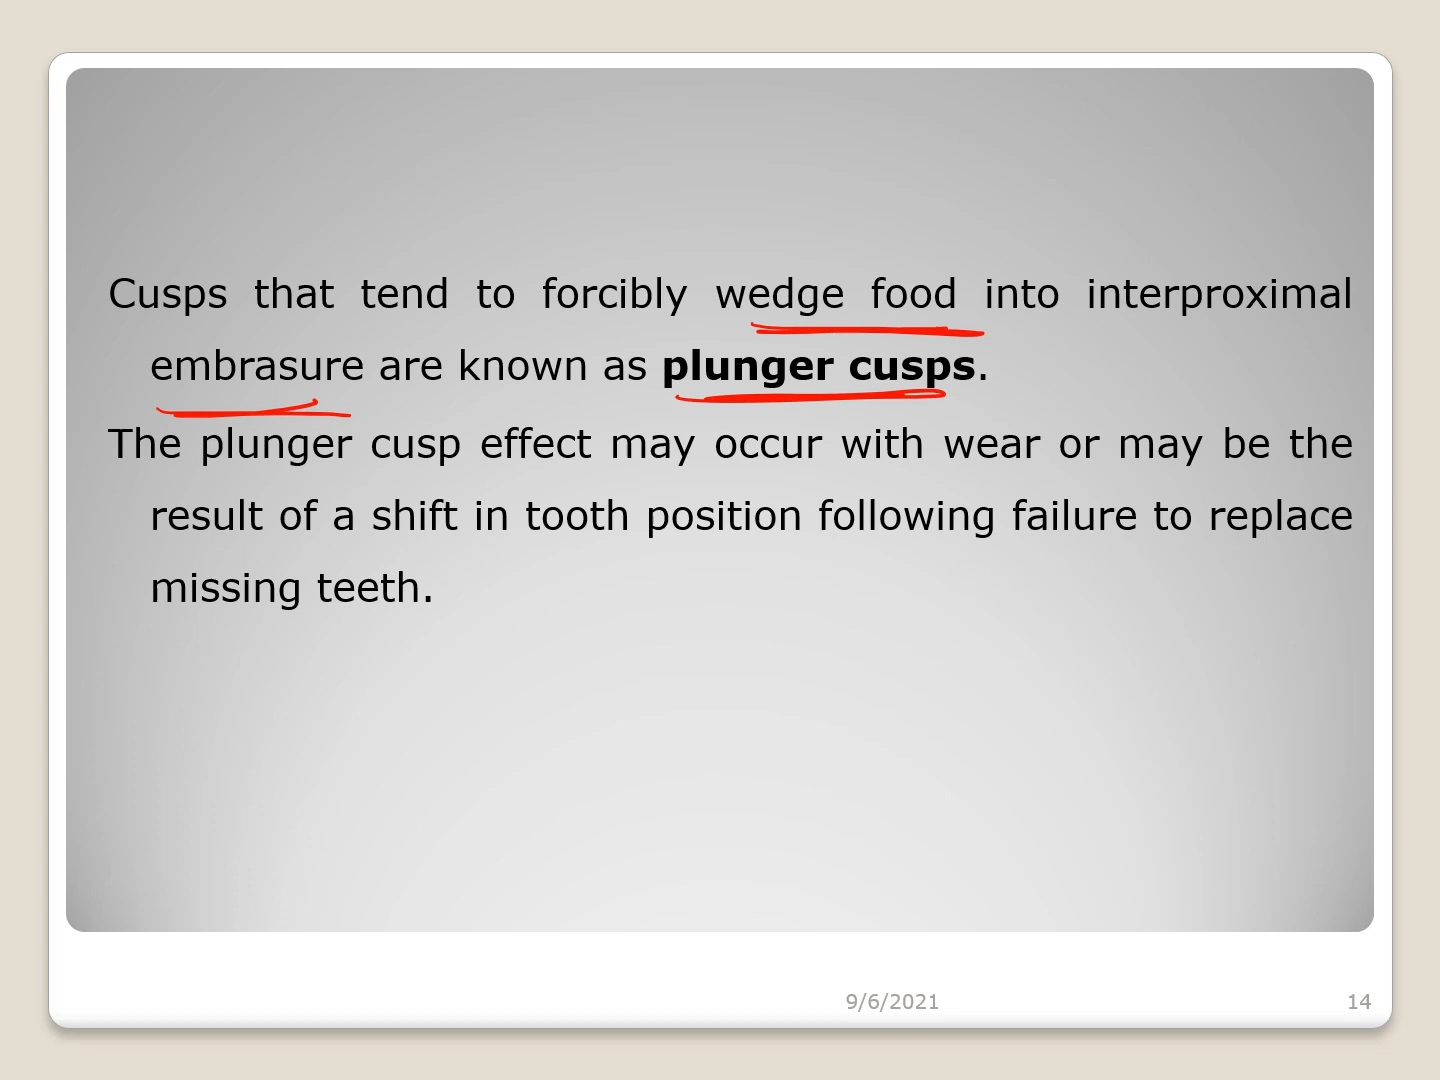 Cusps that tend to forcibly wedge food into interproximal
embrasure are known as plunger cusps.
The plunger cusp effect may occur with wear or may be the
result of a shift in tooth position following failure to replace
missing teeth.
9/6/2021
14